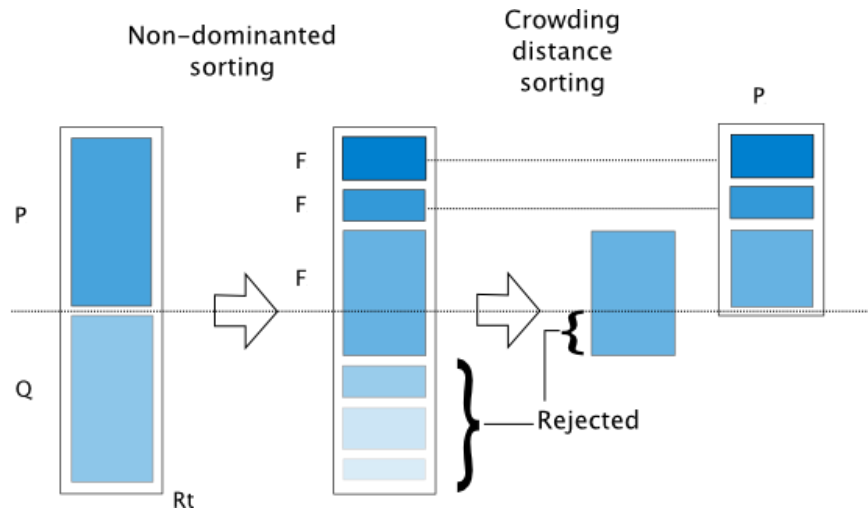 Non-dominanted
sorting
Crowding
distance
sorting
P
F
F
P
F
Q
Rejected
Rt